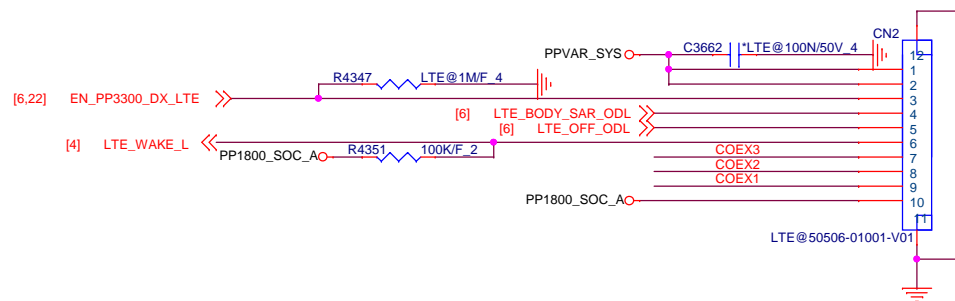 CN2
PPVAR_SYS C3662 *LTE@100N/50V_4
12
R4347 LTE@1M/F_4 1
2
[6,22] EN_PP3300_DX_LTE 3
[6] LTE_BODY_SAR_ODL 4
[6] LTE_OFF_ODL 5
[4] LTE_WAKE_L 6
PP1800_SOC_A R4351 100K/F_2 COEX3 7
COEX2 8
COEX1 9
PP1800_SOC_A 10
11
LTE@50506-01001-V01